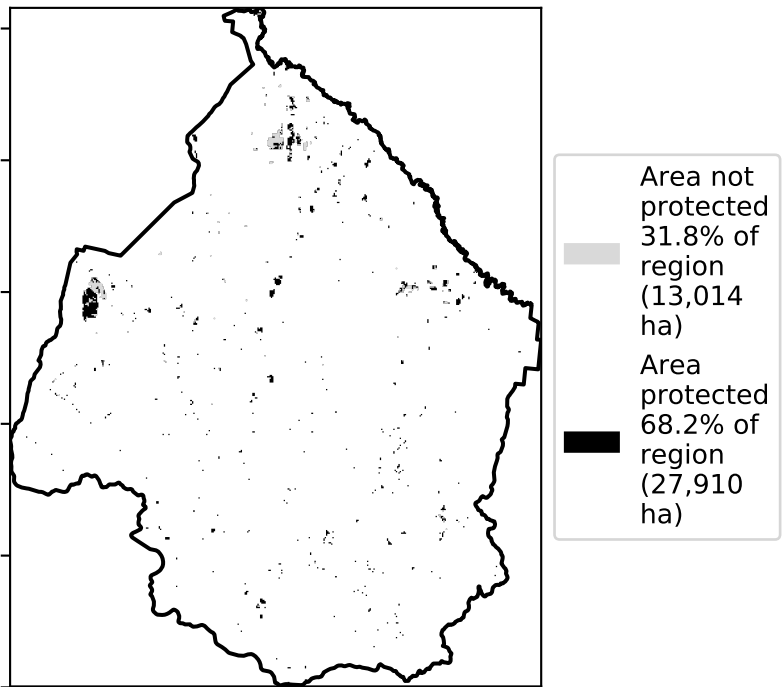 Area not
protected
31.8% of
region
(13,014
ha)
Area
protected
68.2% of
region
(27,910
ha)